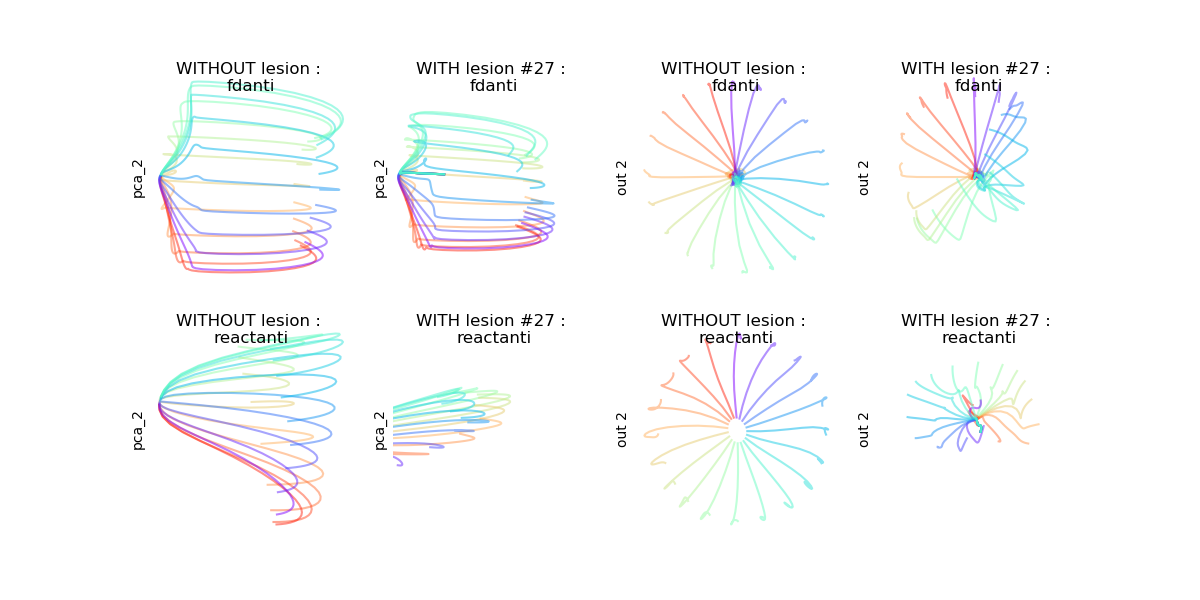 WITHOUT lesion :
fdanti
WITH lesion #27 :
fdanti
WITHOUT lesion :
fdanti
WITH lesion #27 :
fdanti
pca_2
pca_2
out 2
out 2
WITHOUT lesion :
reactanti
WITH lesion #27 :
reactanti
WITHOUT lesion :
reactanti
WITH lesion #27 :
reactanti
pca_2
pca_2
out 2
out 2